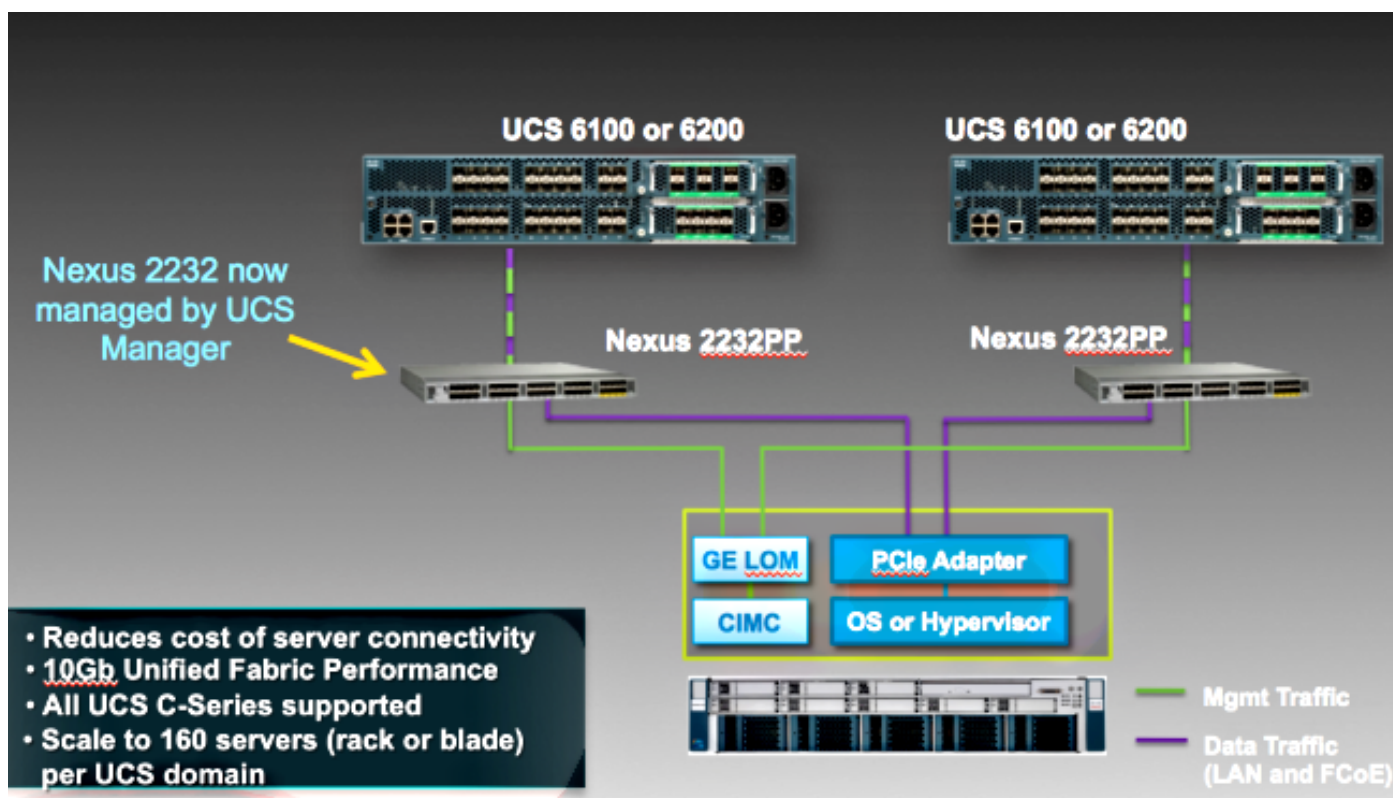 UCS 6100 or 6200
UCS 6100 or 6200
Nexus 2232 now
managed by UCS
Manager
Nexus 2232PP
Nexus 2232PP
GE LOM
PCIe Adapter
CIMC
OS or Hypervisor
• Reduces cost of server connectivity
• 10Gb Unified Fabric Performance
• All UCS C-Series supported
• Scale to 160 servers (rack or blade)
per UCS domain
Mgmt Traffic
Data Traffic
(LAN and FCoE)